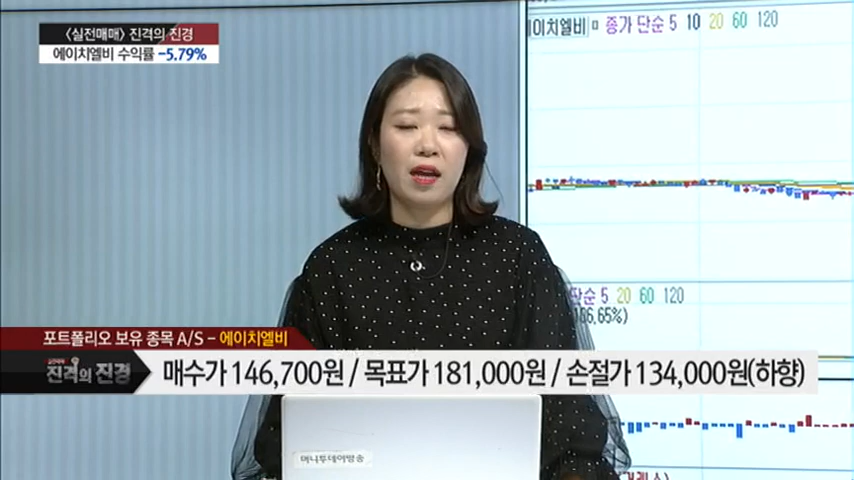 <실전매매> 진격의 진경
에이치엘비 수익률 -5.79%
이치엘비 종가 단순 5 10 20 60 120
단순 5 20 60 120
포트폴리오 보유 종목 A/S - 에이치엘비
진격의 진경
매수가 146,700원 / 목표가 181,000원 / 손절가 134,000원(하향)
머니투데이방송